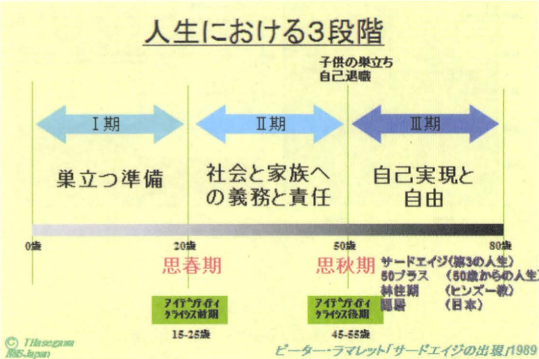 人生における3段階
子供の巣立ち
自己退職
Ⅰ期
Ⅱ期
Ⅲ期
巣立つ準備
社会と家族へ
の義務と責任
自己実現と
自由
0歳
20歳
50歳
80歳
思春期
思秋期
サードエイジ(第3の人生)
50プラス (50歳からの人生)
林住期 (ヒンズー教)
隠居 (日本)
アイデンティティ
クライシス前期
アイデンティティ
クライシス後期
15-25歳
45-55歳
© THasegawa
RMSJapan
ピーター・ラマレット「サードエイジの出現」1989